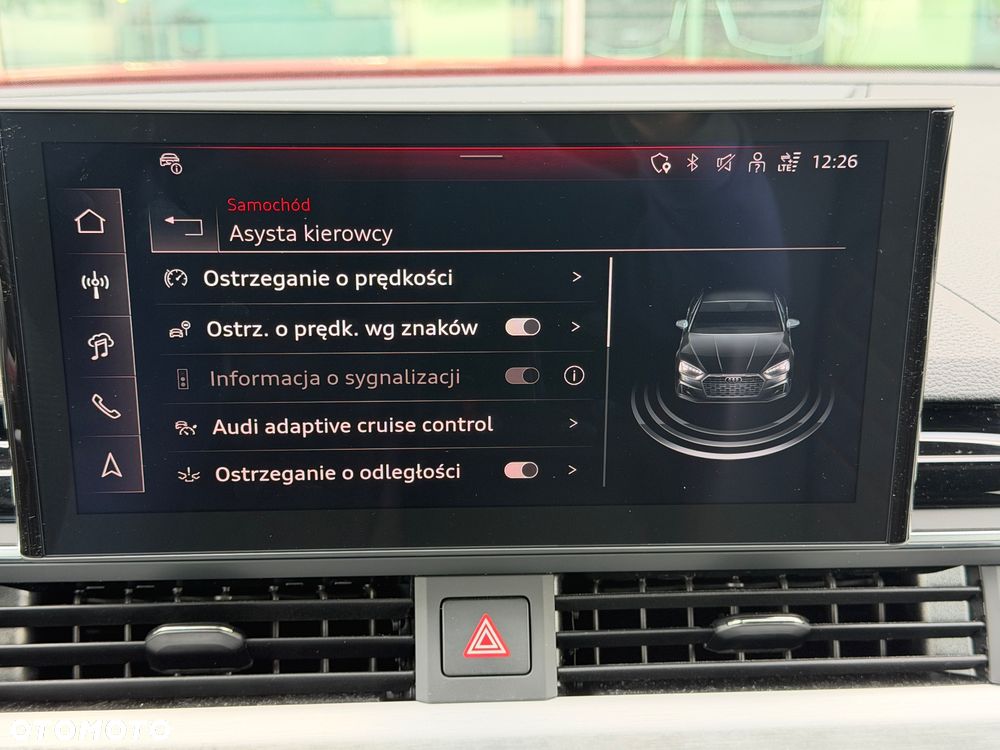 LTE 12:26
Samochód
Asysta kierowcy
Ostrzeganie o prędkości
Ostrz. o prędk. wg znaków
Informacja o sygnalizacji
Audi adaptive cruise control
Ostrzeganie o odległości
OTOMOTO